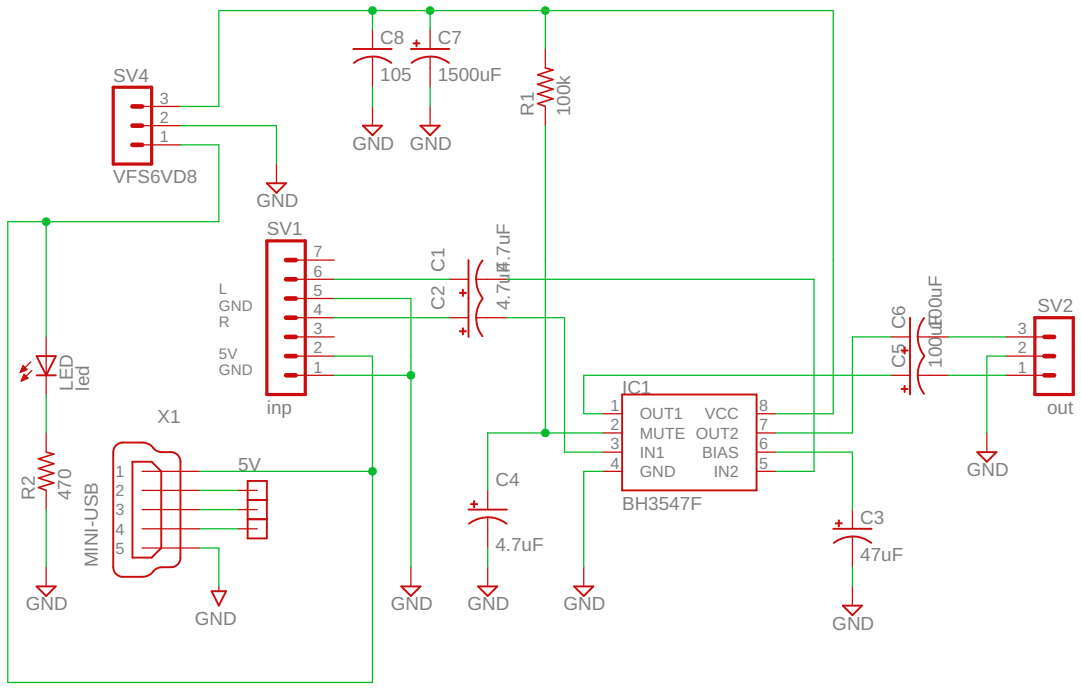 C8
105
C7
1500uF
R1
100k
GND
GND
SV4
3
2
1
VFS6VD8
GND
SV1
7
6
5
4
3
2
1
L
GND
R
5V
GND
inp
C1
4.7uF
C2
4.7uF
C6
100uF
C5
100uF
SV2
3
2
1
out
GND
LED
led
R2
470
GND
X1
MINI-USB
1
2
3
4
5
5V
GND
GND
C4
4.7uF
GND
IC1
1 OUT1 VCC 8
2 MUTE OUT2 7
3 IN1 BIAS 6
4 GND IN2 5
BH3547F
GND
C3
47uF
GND